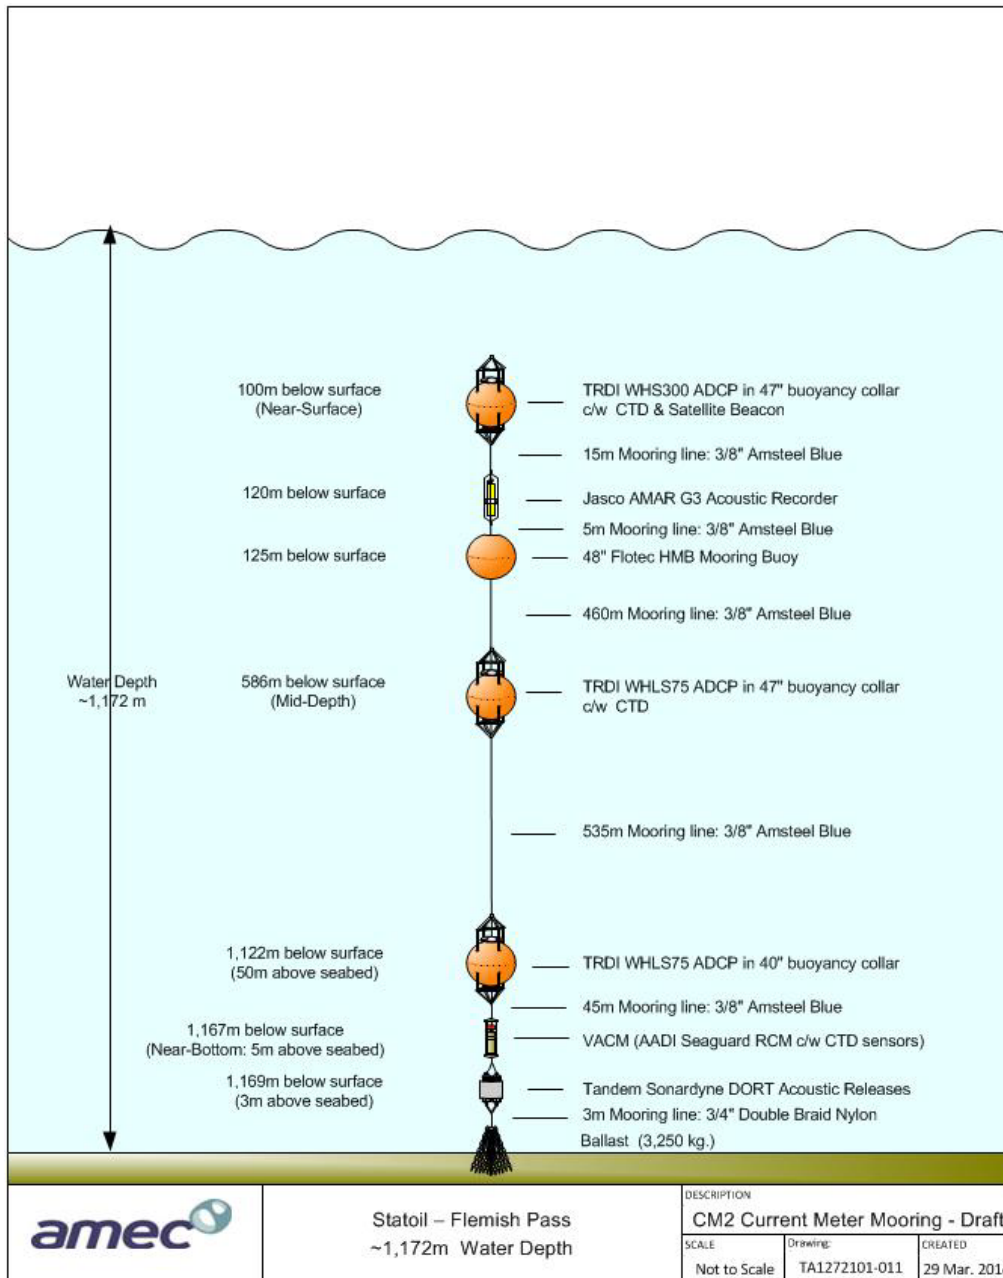 100m below surface
(Near-Surface)
TRDI WHS300 ADCP in 47" buoyancy collar
c/w CTD & Satellite Beacon
15m Mooring line: 3/8" Amsteel Blue
120m below surface
Jasco AMAR G3 Acoustic Recorder
5m Mooring line: 3/8" Amsteel Blue
125m below surface
48" Flotec HMB Mooring Buoy
460m Mooring line: 3/8" Amsteel Blue
Water Depth
~1,172 m
586m below surface
(Mid-Depth)
TRDI WHLS75 ADCP in 47" buoyancy collar
c/w CTD
535m Mooring line: 3/8" Amsteel Blue
1,122m below surface
(50m above seabed)
TRDI WHLS75 ADCP in 40" buoyancy collar
45m Mooring line: 3/8" Amsteel Blue
1,167m below surface
(Near-Bottom: 5m above seabed)
VACM (AADI Seaguard RCM c/w CTD sensors)
1,169m below surface
(3m above seabed)
Tandem Sonardyne DORT Acoustic Releases
3m Mooring line: 3/4" Double Braid Nylon
Ballast (3,250 kg.)
amec
Statoil – Flemish Pass
~1,172m Water Depth
DESCRIPTION
CM2 Current Meter Mooring - Draft
SCALE
Not to Scale
Drawing:
TA1272101-011
CREATED
29 Mar.